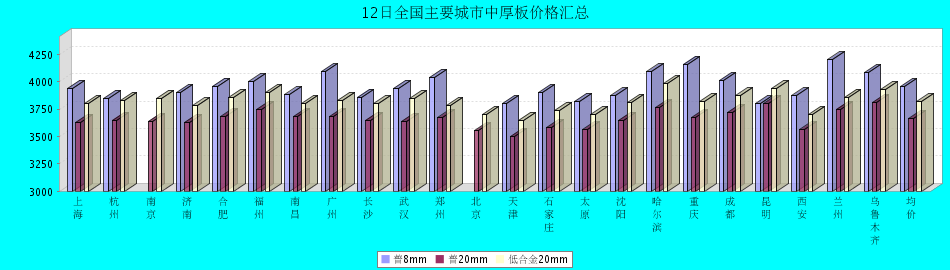 12日全国主要城市中厚板价格汇总
4250
4000
3750
3500
3250
3000
上海
杭州
南京
济南
合肥
福州
南昌
广州
长沙
武汉
郑州
北京
天津
石家庄
太原
沈阳
哈尔滨
重庆
成都
昆明
西安
兰州
乌鲁木齐
均价
普8mm 普20mm 低合金20mm